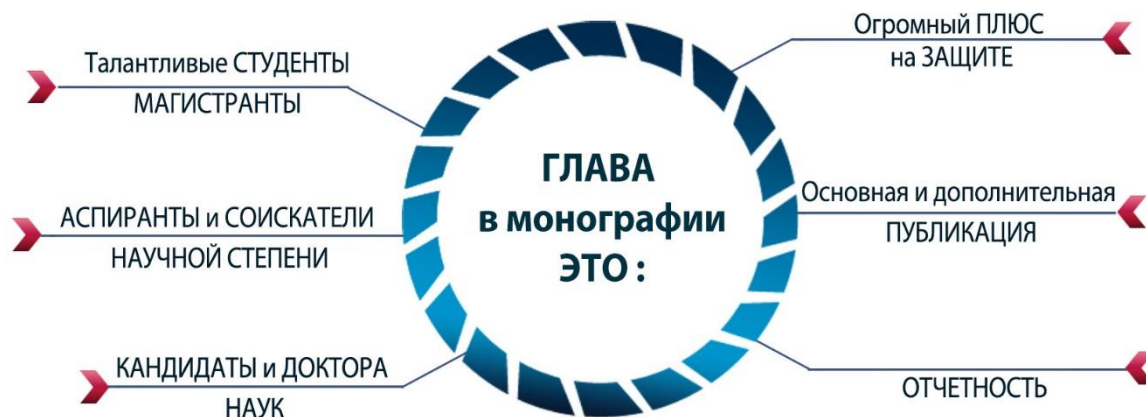 Талантливые СТУДЕНТЫ
МАГИСТРАНТЫ
АСПИРАНТЫ и СОИСКАТЕЛИ
НАУЧНОЙ СТЕПЕНИ
КАНДИДАТЫ и ДОКТОРА
НАУК
ГЛАВА
в монографии
ЭТО :
Огромный ПЛЮС
на ЗАЩИТЕ
Основная и дополнительная
ПУБЛИКАЦИЯ
ОТЧЕТНОСТЬ